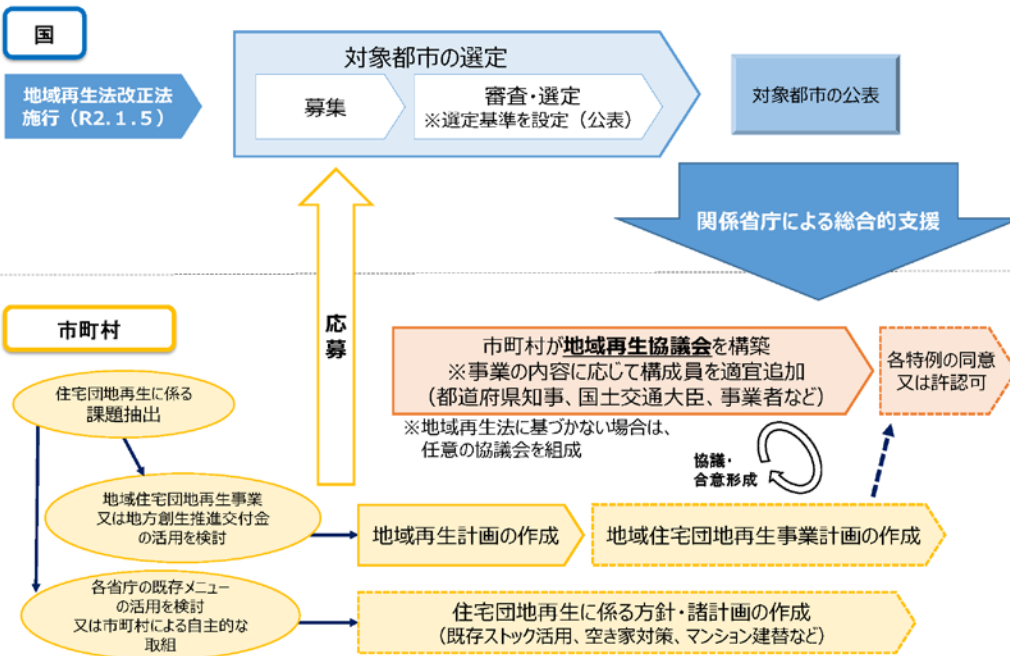 国
地域再生法改正法
施行（R2.1.5）
対象都市の選定
募集
審査・選定
※選定基準を設定（公表）
対象都市の公表
関係省庁による総合的支援
市町村
応募
住宅団地再生に係る
課題抽出
市町村が地域再生協議会を構築
※事業の内容に応じて構成員を適宜追加
（都道府県知事、国土交通大臣、事業者など）
各特例の同意
又は許認可
※地域再生法に基づかない場合は、
任意の協議会を組成
協議・
合意形成
地域住宅団地再生事業
又は地方創生推進交付金
の活用を検討
地域再生計画の作成
地域住宅団地再生事業計画の作成
各省庁の既存メニュー
の活用を検討
又は市町村による自主的な
取組
住宅団地再生に係る方針・諸計画の作成
（既存ストック活用、空き家対策、マンション建替など）